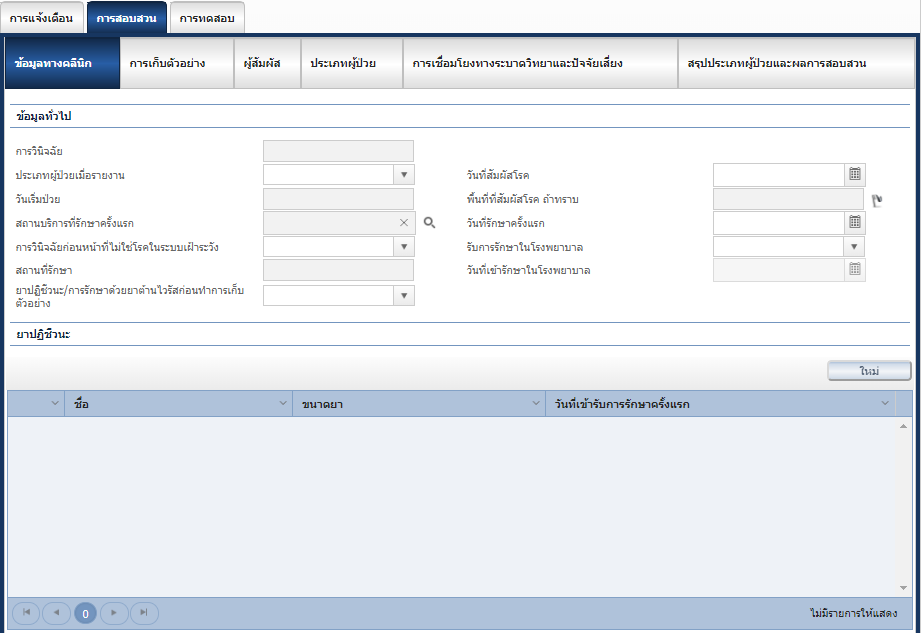 การแจ้งเตือน การสอบสวน การทดสอบ
ข้อมูลทางคลินิก การเก็บตัวอย่าง ผู้สัมผัส ประเภทผู้ป่วย การเชื่อมโยงทางระบาดวิทยาและปัจจัยเสี่ยง สรุปประเภทผู้ป่วยและผลการสอบสวน
ข้อมูลทั่วไป
การวินิจฉัย
ประเภทผู้ป่วยเมื่อรายงาน วันที่สัมผัสโรค
วันเริ่มป่วย พื้นที่ที่สัมผัสโรค ถ้าทราบ
สถานบริการที่รักษาครั้งแรก วันที่รักษาครั้งแรก
การวินิจฉัยก่อนหน้าที่ไม่ใช่โรคในระบบเฝ้าระวัง รับการรักษาในโรงพยาบาล
สถานที่รักษา วันที่เข้ารักษาในโรงพยาบาล
ยาปฏิชีวนะ/การรักษาด้วยยาต้านไวรัสก่อนทำการเก็บ
ตัวอย่าง
ยาปฏิชีวนะ
ใหม่
ชื่อ ขนาดยา วันที่เข้ารับการรักษาครั้งแรก
0 ไม่มีรายการให้แสดง